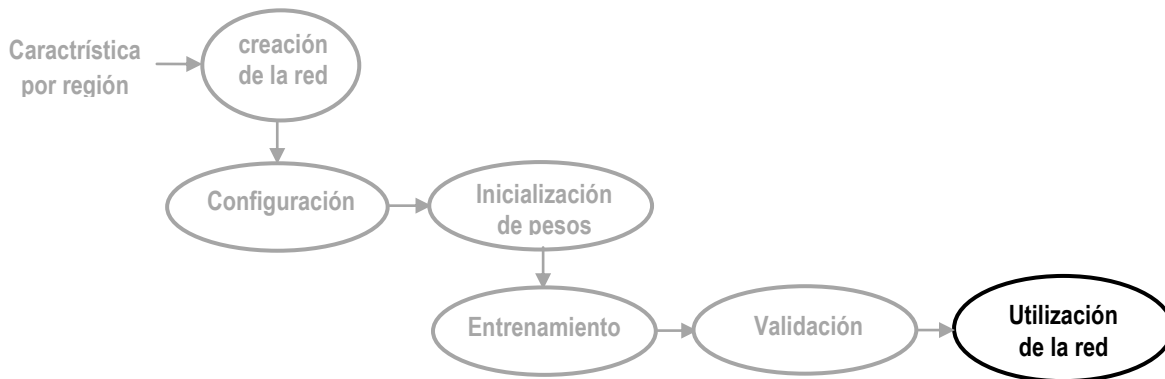 Caractrística
por región
creación
de la red
Configuración
Inicialización
de pesos
Entrenamiento
Validación
Utilización
de la red